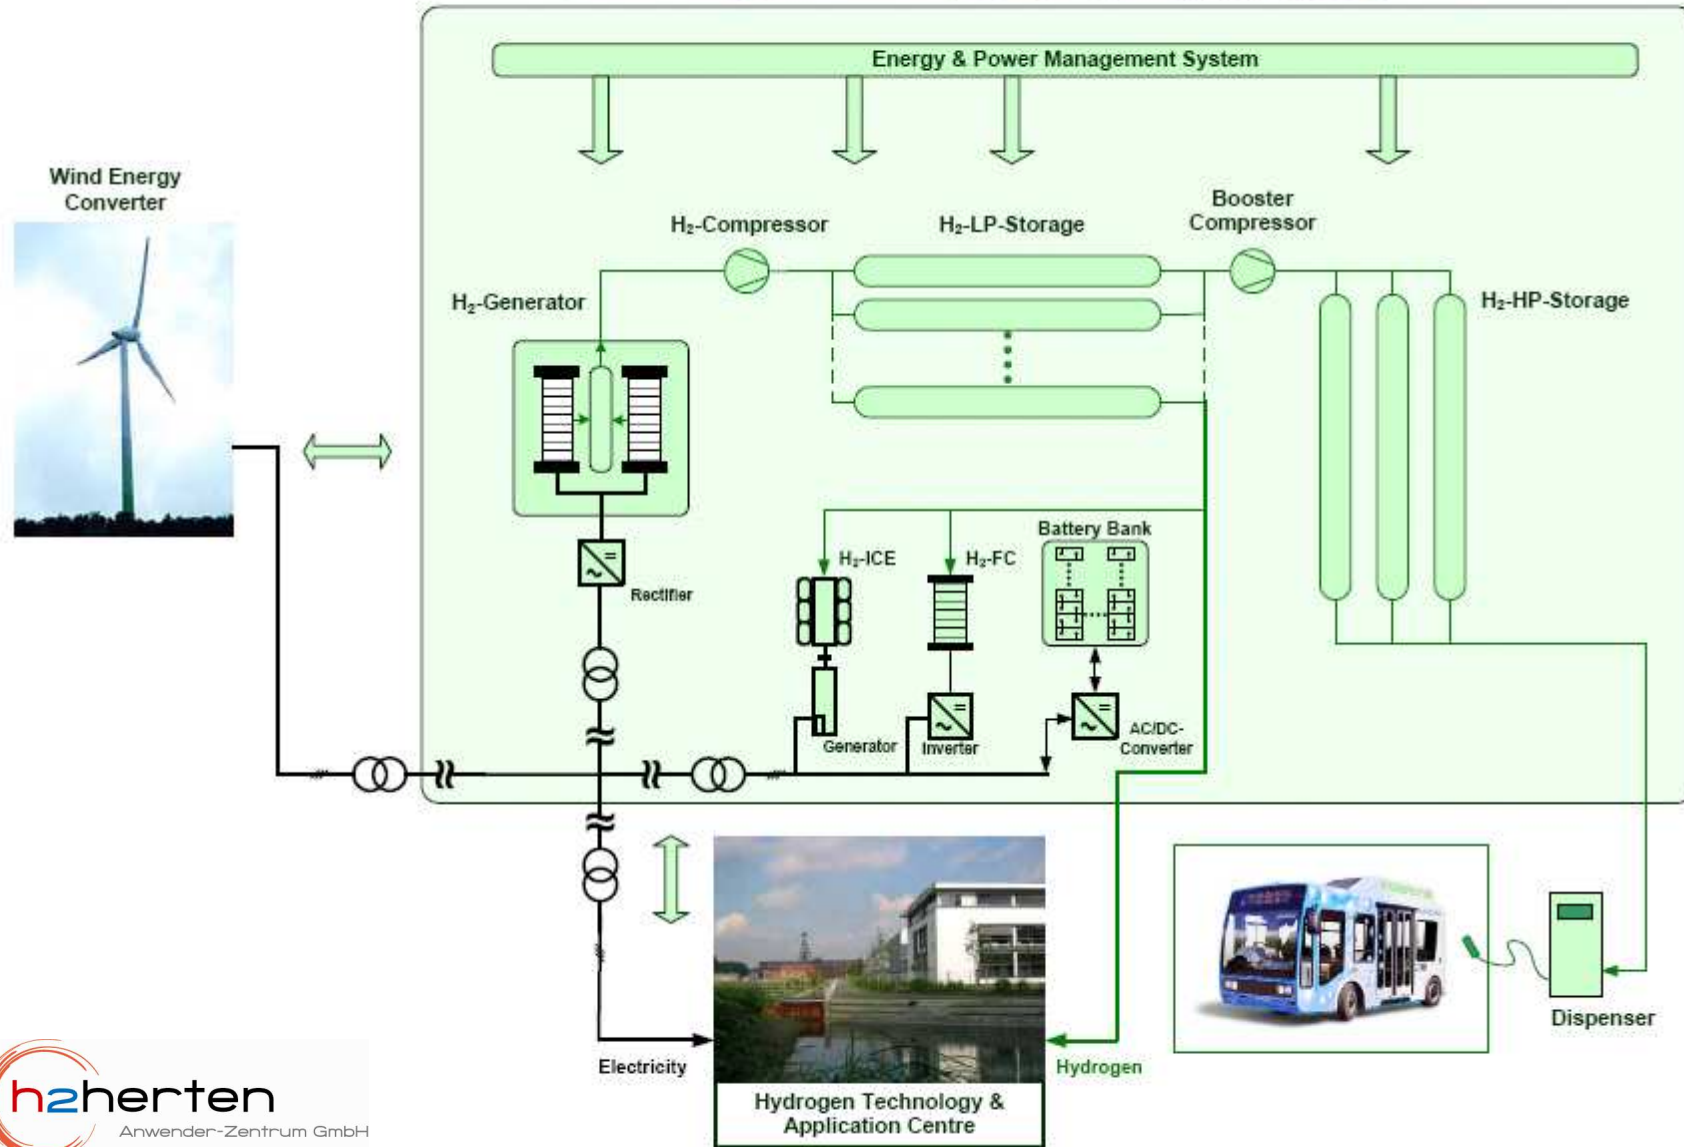 Energy & Power Management System
Wind Energy
Converter
H₂-Compressor
H₂-LP-Storage
Booster
Compressor
H₂-Generator
H₂-HP-Storage
Battery Bank
H₂-ICE
H₂-FC
Rectifier
Generator
Inverter
AC/DC-
Converter
Electricity
Hydrogen
Dispenser
Hydrogen Technology &
Application Centre
h2herten
Anwender-Zentrum GmbH